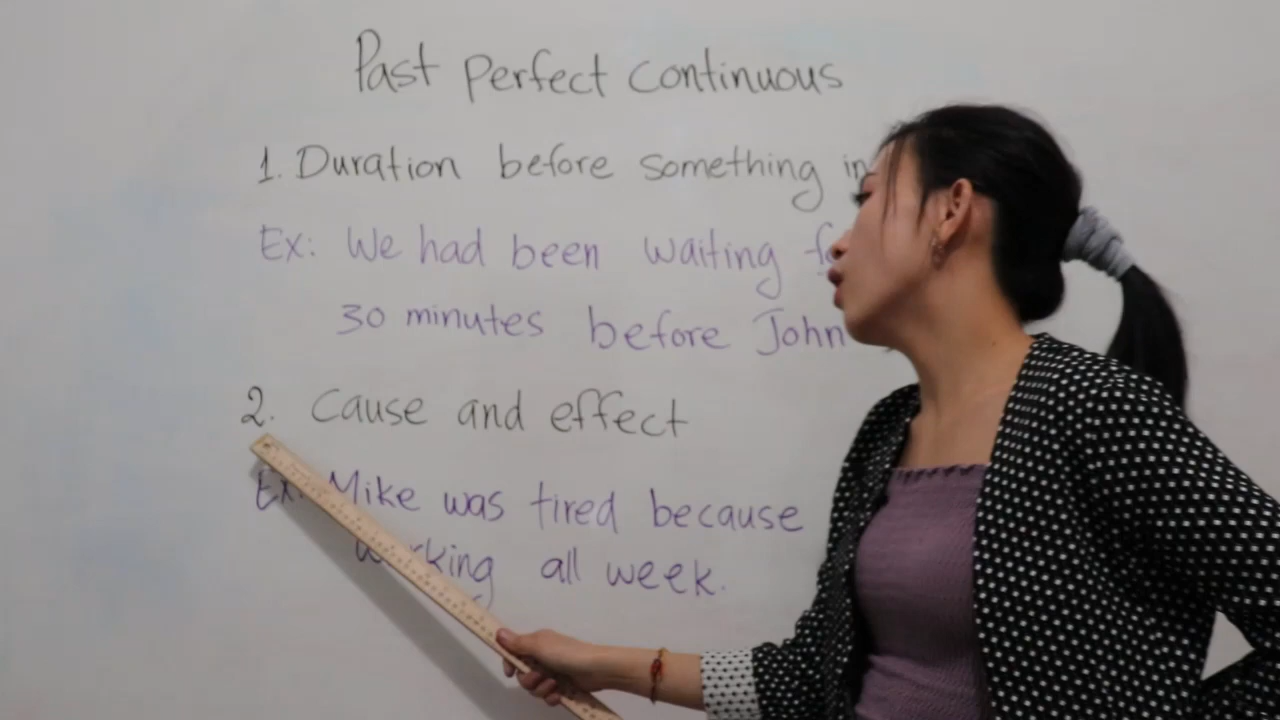 Past perfect continuous
1. Duration before something in
Ex: We had been waiting
30 minutes before John
2. Cause and effect
Ex: Mike was tired because
working all week.